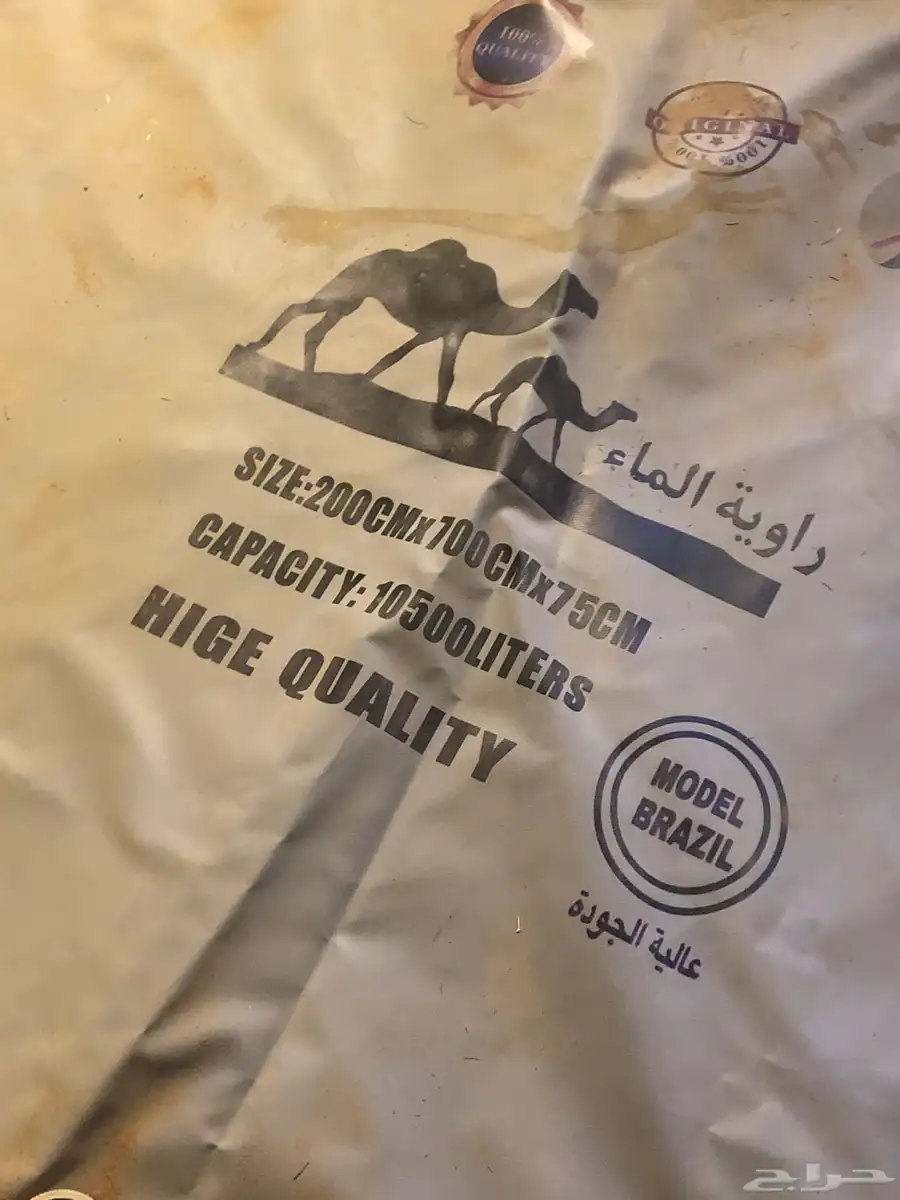 100%
QUALITY
ORIGINAL
راوية الماء
SIZE:200CMx700CMx75CM
CAPACITY: 10500LITERS
HIGE QUALITY
MODEL
BRAZIL
عالية الجودة
حراج